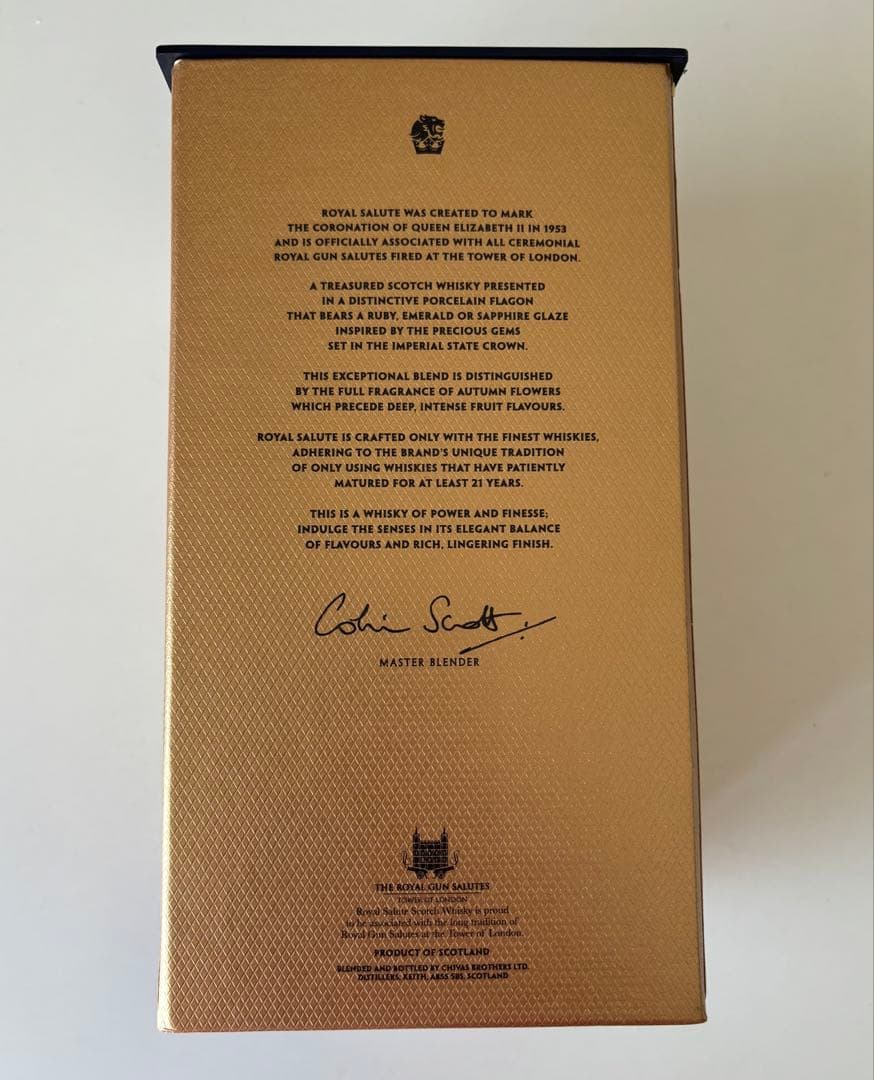 ROYAL SALUTE WAS CREATED TO MARK
THE CORONATION OF QUEEN ELIZABETH II IN 1953
AND IS OFFICIALLY ASSOCIATED WITH ALL CEREMONIAL
ROYAL GUN SALUTES FIRED AT THE TOWER OF LONDON.
A TREASURED SCOTCH WHISKY PRESENTED
IN A DISTINCTIVE PORCELAIN FLAGON
THAT BEARS A RUBY, EMERALD OR SAPPHIRE GLAZE
INSPIRED BY THE PRECIOUS GEMS
SET IN THE IMPERIAL STATE CROWN.
THIS EXCEPTIONAL BLEND IS DISTINGUISHED
BY THE FULL FRAGRANCE OF AUTUMN FLOWERS
WHICH PRECEDE DEEP, INTENSE FRUIT FLAVOURS.
ROYAL SALUTE IS CRAFTED ONLY WITH THE FINEST WHISKIES,
ADHERING TO THE BRAND'S UNIQUE TRADITION
OF ONLY USING WHISKIES THAT HAVE PATIENTLY
MATURED FOR AT LEAST 21 YEARS.
THIS IS A WHISKY OF POWER AND FINESSE;
INDULGE THE SENSES IN ITS ELEGANT BALANCE
OF FLAVOURS AND RICH, LINGERING FINISH.
Colin Scott
MASTER BLENDER
THE ROYAL GUN SALUTES
TOWER OF LONDON
Royal Salute Scotch Whisky is proud
to be associated with the long tradition of
Royal Gun Salutes at the Tower of London.
PRODUCT OF SCOTLAND
BLENDED AND BOTTLED BY CHIVAS BROTHERS LTD.
DISTILLERS, KEITH, AB55 5BS, SCOTLAND